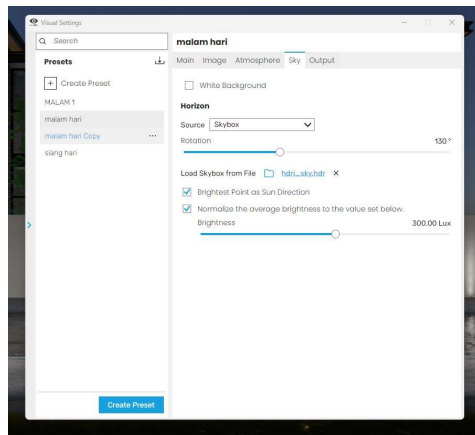 Visual Settings
Search
Presets
Create Preset
MALAM 1
malam hari
malam hari Copy
siang hari
Create Preset
malam hari
Main Image Atmosphere Sky Output
White Background
Horizon
Source Skybox
Rotation 130 °
Load Skybox from File hdri_sky.hdr
Brightest Point as Sun Direction
Normalize the average brightness to the value set below.
Brightness 300.00 Lux